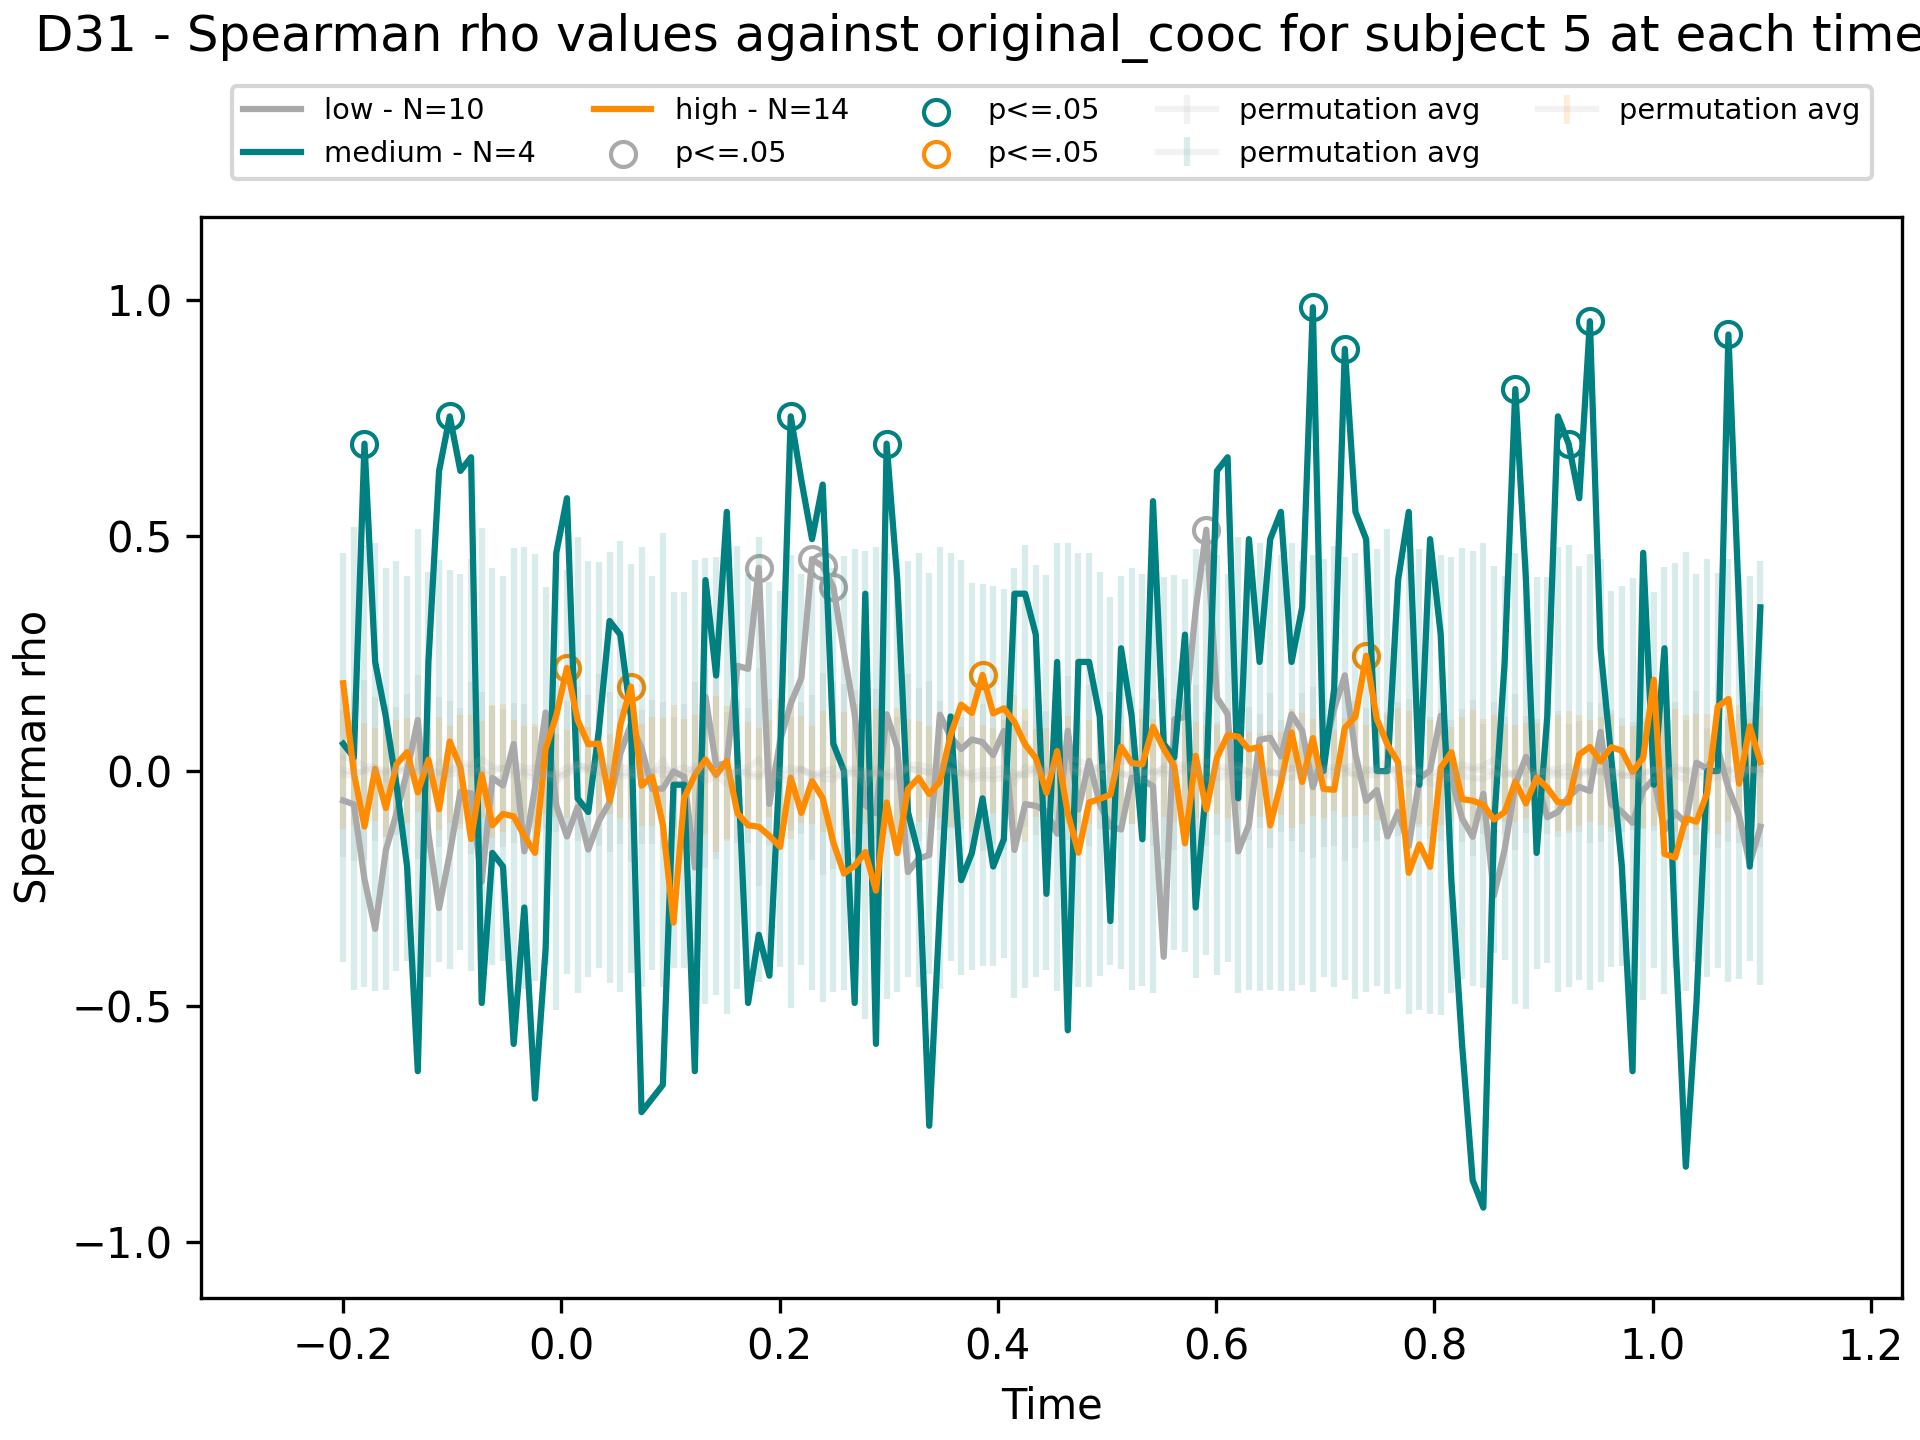 D31 - Spearman rho values against original_cooc for subject 5 at each time
low - N=10
medium - N=4
high - N=14
p<=.05
p<=.05
p<=.05
permutation avg
permutation avg
permutation avg
1.0
0.5
0.0
−0.5
−1.0
Spearman rho
−0.2 0.0 0.2 0.4 0.6 0.8 1.0 1.2
Time